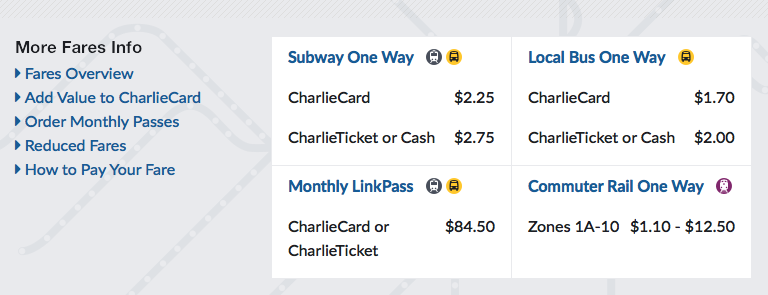 More Fares Info
Fares Overview
Add Value to CharlieCard
Order Monthly Passes
Reduced Fares
How to Pay Your Fare
Subway One Way
CharlieCard $2.25
CharlieTicket or Cash $2.75
Local Bus One Way
CharlieCard $1.70
CharlieTicket or Cash $2.00
Monthly LinkPass
CharlieCard or $84.50
CharlieTicket
Commuter Rail One Way
Zones 1A-10 $1.10 - $12.50